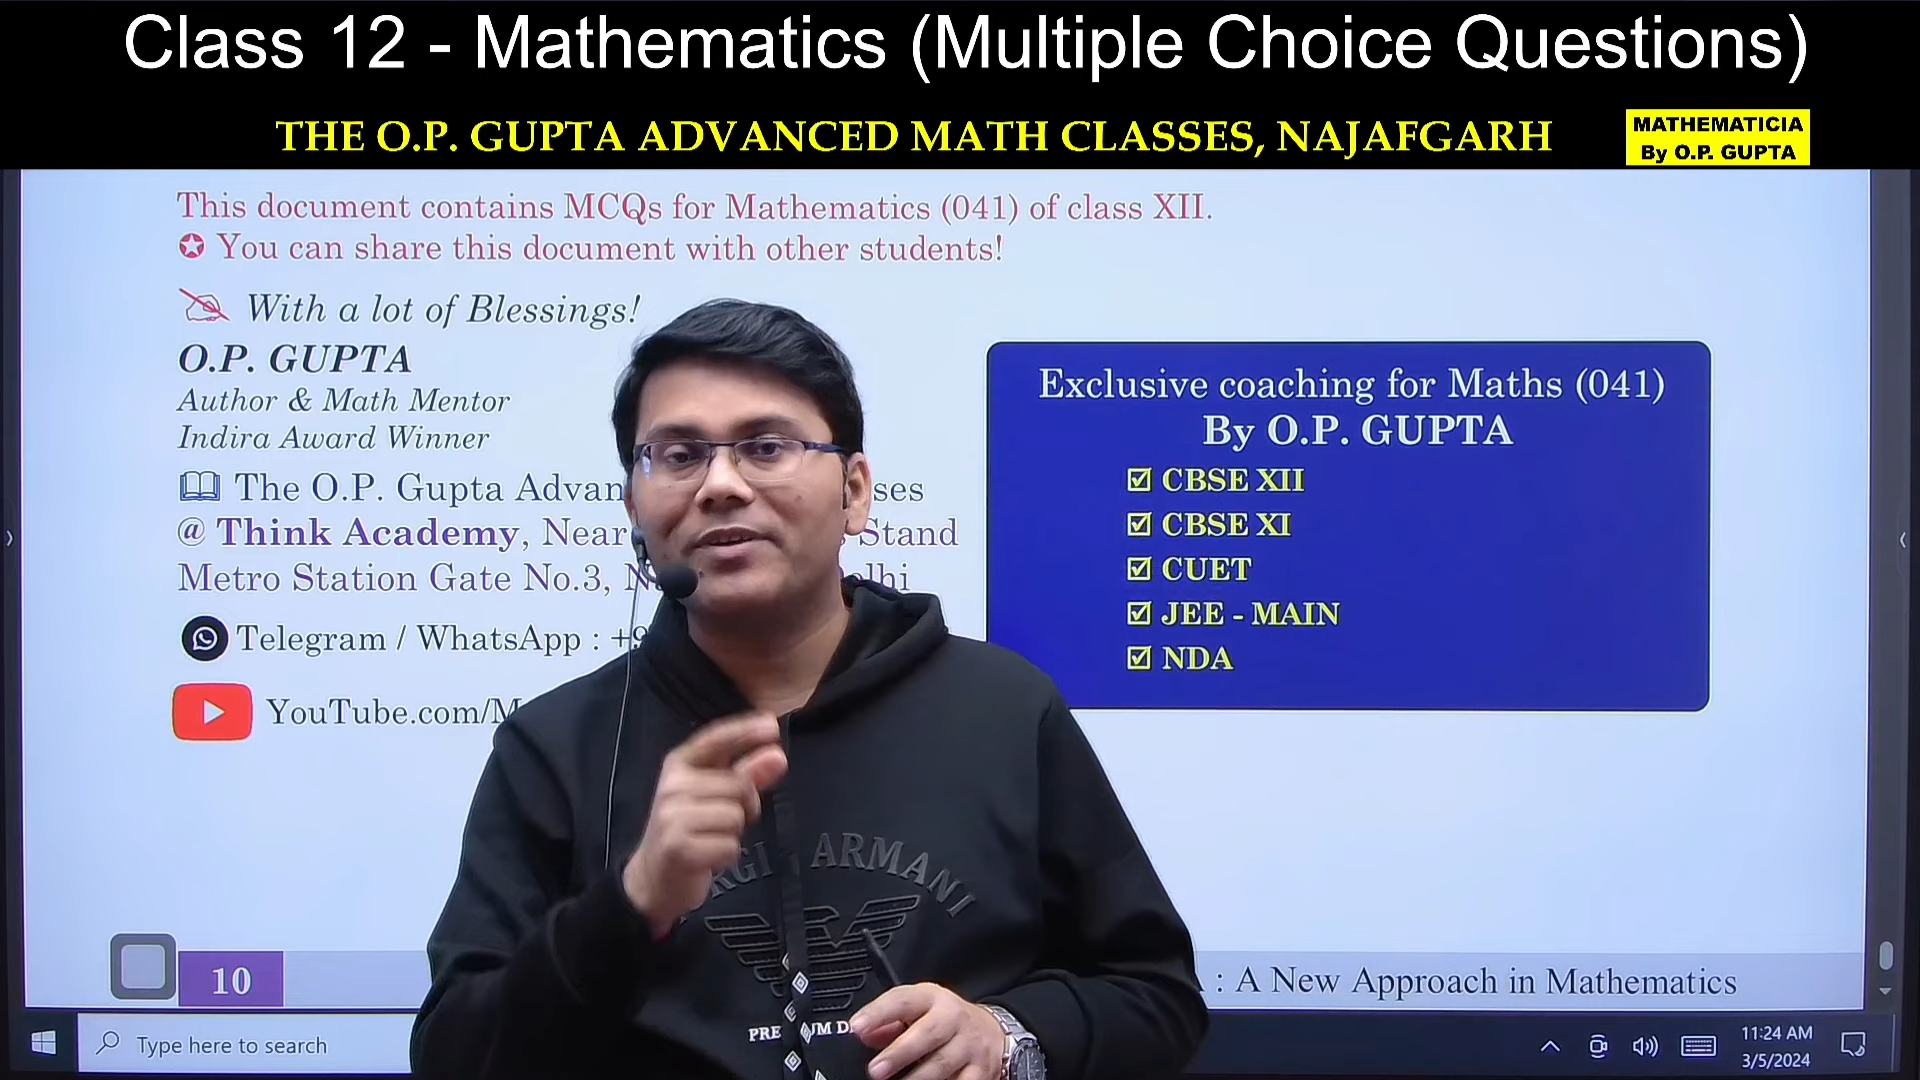 Class 12 - Mathematics (Multiple Choice Questions)
THE O.P. GUPTA ADVANCED MATH CLASSES, NAJAFGARH
MATHEMATICIA
By O.P. GUPTA
This document contains MCQs for Mathematics (041) of class XII.
You can share this document with other students!
With a lot of Blessings!
O.P. GUPTA
Author & Math Mentor
Indira Award Winner
The O.P. Gupta
@ Think Academy, Near Stand
Metro Station Gate No.3,
Telegram / WhatsApp :
YouTube.com/
Exclusive coaching for Maths (041)
By O.P. GUPTA
☑ CBSE XII
☑ CBSE XI
☑ CUET
☑ JEE - MAIN
☑ NDA
ARMANI
10
: A New Approach in Mathematics
Type here to search
11:24 AM
3/5/2024